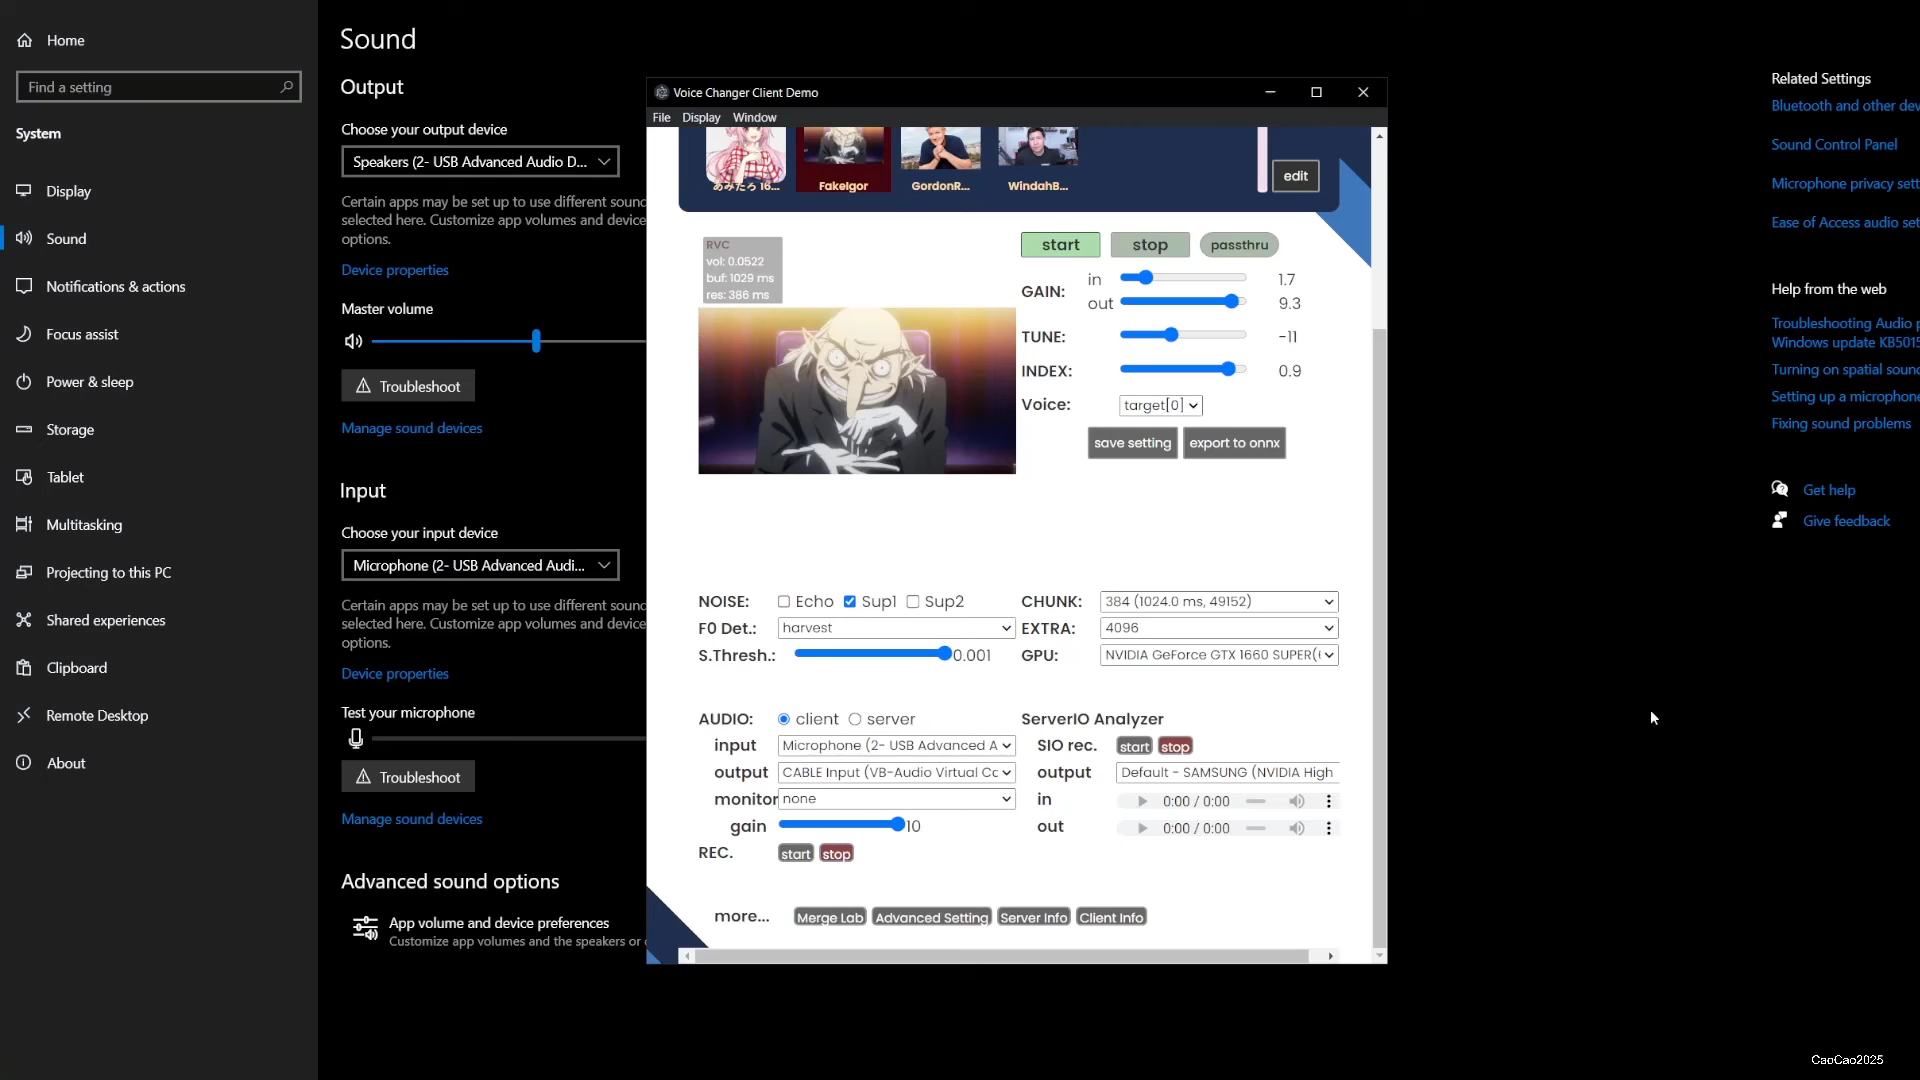 Home
Find a setting
System
Display
Sound
Notifications & actions
Focus assist
Power & sleep
Storage
Tablet
Multitasking
Projecting to this PC
Shared experiences
Clipboard
Remote Desktop
About
Sound
Output
Choose your output device
Speakers (2- USB Advanced Audio D...
Certain apps may be set up to use different sound
selected here. Customize app volumes and device
options.
Device properties
Master volume
Troubleshoot
Manage sound devices
Input
Choose your input device
Microphone (2- USB Advanced Audi...
Certain apps may be set up to use different sound
selected here. Customize app volumes and device
options.
Device properties
Test your microphone
Troubleshoot
Manage sound devices
Advanced sound options
App volume and device preferences
Customize app volumes and the speakers or
Voice Changer Client Demo
File Display Window
あみたろ 16... FakeIgor GordonR... WindahB...
edit
RVC
vol: 0.0522
buf: 1029 ms
res: 386 ms
start stop passthru
GAIN: in 1.7
out 9.3
TUNE: -11
INDEX: 0.9
Voice: target[0]
save setting export to onnx
NOISE: Echo Sup1 Sup2
F0 Det.: harvest
S.Thresh.: 0.001
CHUNK: 384 (1024.0 ms, 49152)
EXTRA: 4096
GPU: NVIDIA GeForce GTX 1660 SUPER(
AUDIO: client server
input Microphone (2- USB Advanced A
output CABLE Input (VB-Audio Virtual Ca
monitor none
gain 10
REC. start stop
ServerIO Analyzer
SIO rec. start stop
output Default - SAMSUNG (NVIDIA High
in 0:00 / 0:00
out 0:00 / 0:00
more... Merge Lab Advanced Setting Server Info Client Info
Related Settings
Bluetooth and other dev
Sound Control Panel
Microphone privacy sett
Ease of Access audio set
Help from the web
Troubleshooting Audio p
Windows update KB5015
Turning on spatial sound
Setting up a microphone
Fixing sound problems
Get help
Give feedback
CaoCao2025